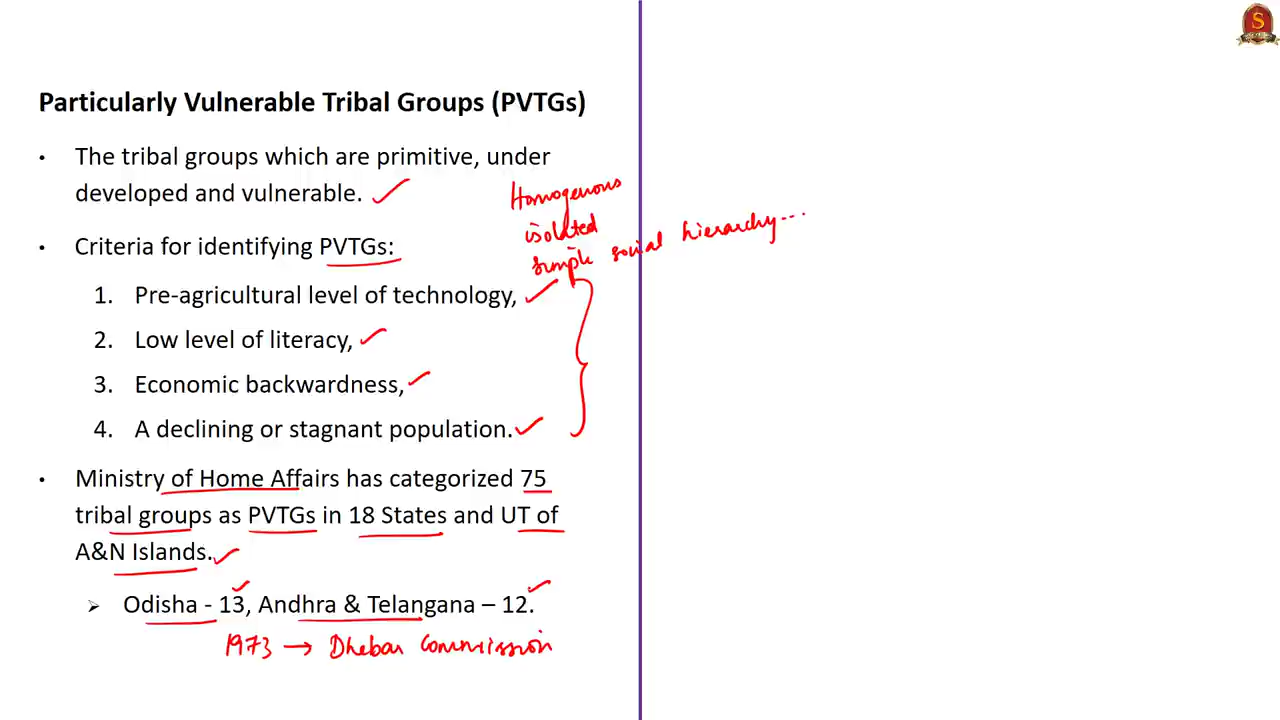 Particularly Vulnerable Tribal Groups (PVTGs)
• The tribal groups which are primitive, under
developed and vulnerable.
Homogenous
isolated
simple social hierarchy...
• Criteria for identifying PVTGs:
1. Pre-agricultural level of technology,
2. Low level of literacy,
3. Economic backwardness,
4. A declining or stagnant population.
• Ministry of Home Affairs has categorized 75
tribal groups as PVTGs in 18 States and UT of
A&N Islands.
➢ Odisha - 13, Andhra & Telangana – 12.
1973 → Dhebar Commission
S